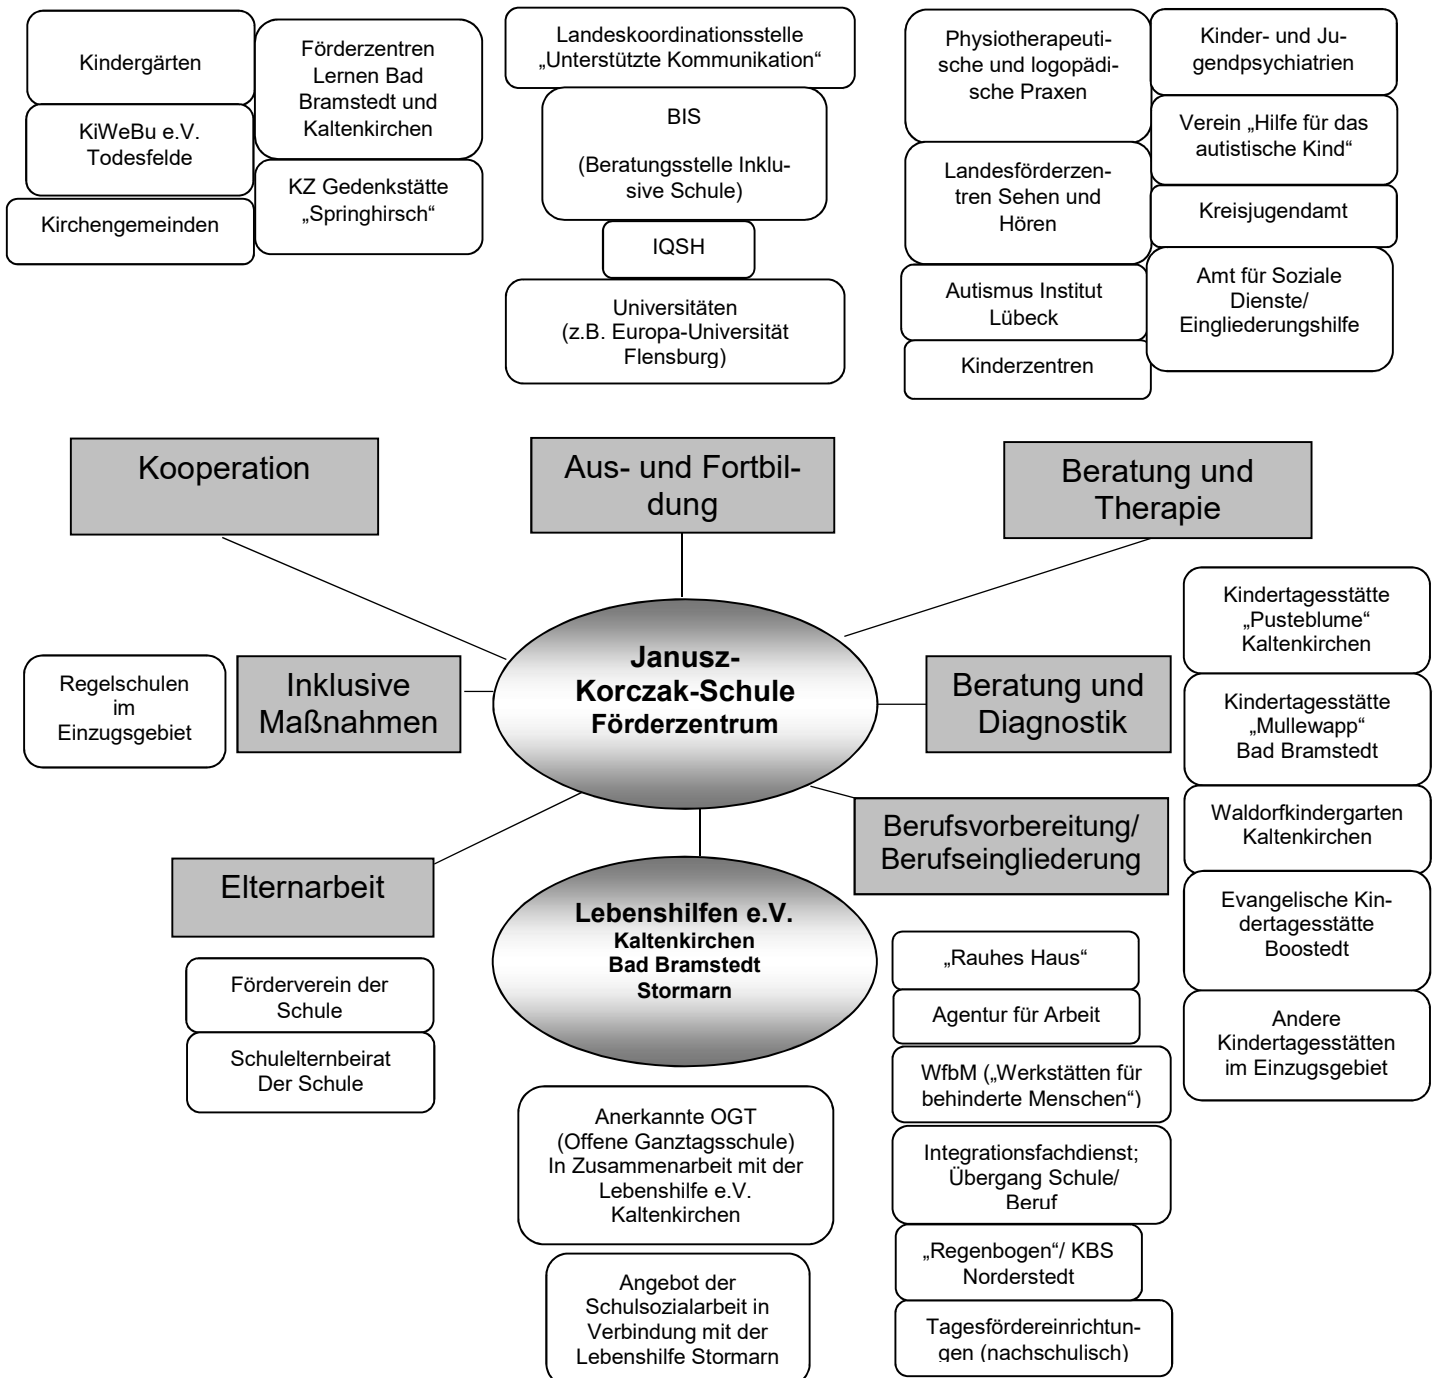 Kindergärten
KiWeBu e.V.
Todesfelde
Kirchengemeinden
Förderzentren
Lernen Bad
Bramstedt und
Kaltenkirchen
KZ Gedenkstätte
„Springhirsch“
Landeskoordinationsstelle
„Unterstützte Kommunikation“
BIS
(Beratungsstelle Inklu-
sive Schule)
IQSH
Universitäten
(z.B. Europa-Universität
Flensburg)
Physiotherapeuti-
sche und logopädi-
sche Praxen
Landesförderzen-
tren Sehen und
Hören
Autismus Institut
Lübeck
Kinderzentren
Kinder- und Ju-
gendpsychiatrien
Verein „Hilfe für das
autistische Kind“
Kreisjugendamt
Amt für Soziale
Dienste/
Eingliederungshilfe
Kooperation
Aus- und Fortbil-
dung
Beratung und
Therapie
Regelschulen
im
Einzugsgebiet
Inklusive
Maßnahmen
Janusz-
Korczak-Schule
Förderzentrum
Beratung und
Diagnostik
Kindertagesstätte
„Pusteblume“
Kaltenkirchen
Kindertagesstätte
„Mullewapp“
Bad Bramstedt
Waldorfkindergarten
Kaltenkirchen
Evangelische Kin-
dertagesstätte
Boostedt
Andere
Kindertagesstätten
im Einzugsgebiet
Elternarbeit
Förderverein der
Schule
Schulelternbeirat
Der Schule
Lebenshilfen e.V.
Kaltenkirchen
Bad Bramstedt
Stormarn
Anerkannte OGT
(Offene Ganztagsschule)
In Zusammenarbeit mit der
Lebenshilfe e.V.
Kaltenkirchen
Angebot der
Schulsozialarbeit in
Verbindung mit der
Lebenshilfe Stormarn
Berufsvorbereitung/
Berufseingliederung
„Rauhes Haus“
Agentur für Arbeit
WfbM („Werkstätten für
behinderte Menschen“)
Integrationsfachdienst;
Übergang Schule/
Beruf
„Regenbogen“/ KBS
Norderstedt
Tagesfördereinrichtun-
gen (nachschulisch)